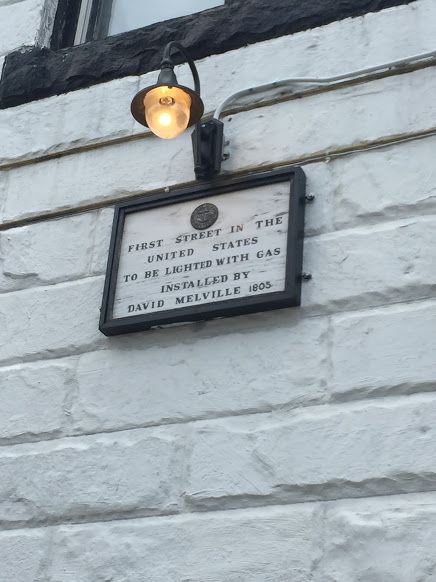 FIRST STREET IN THE
UNITED STATES
TO BE LIGHTED WITH GAS
INSTALLED BY
DAVID MELVILLE 1805